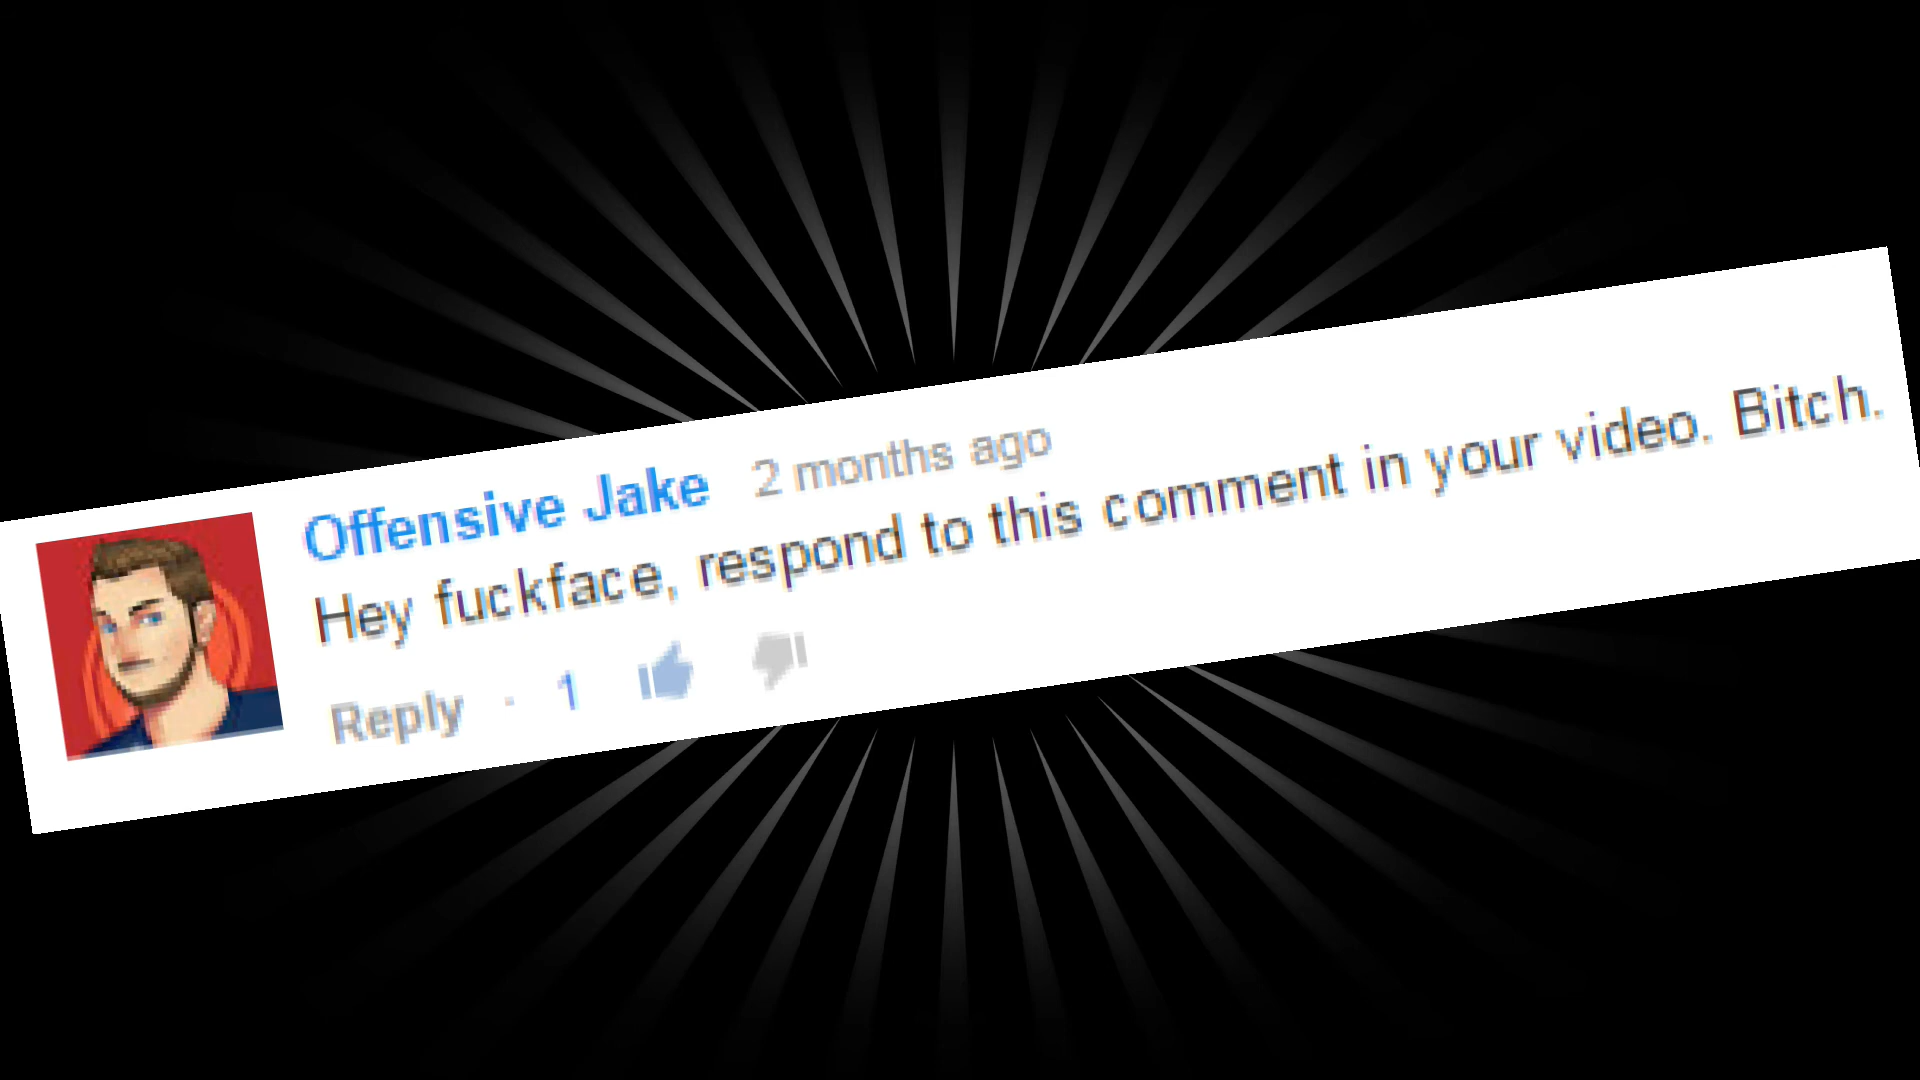 Offensive Jake 2 months ago
Hey fuckface, respond to this comment in your video. Bitch.
Reply · 1